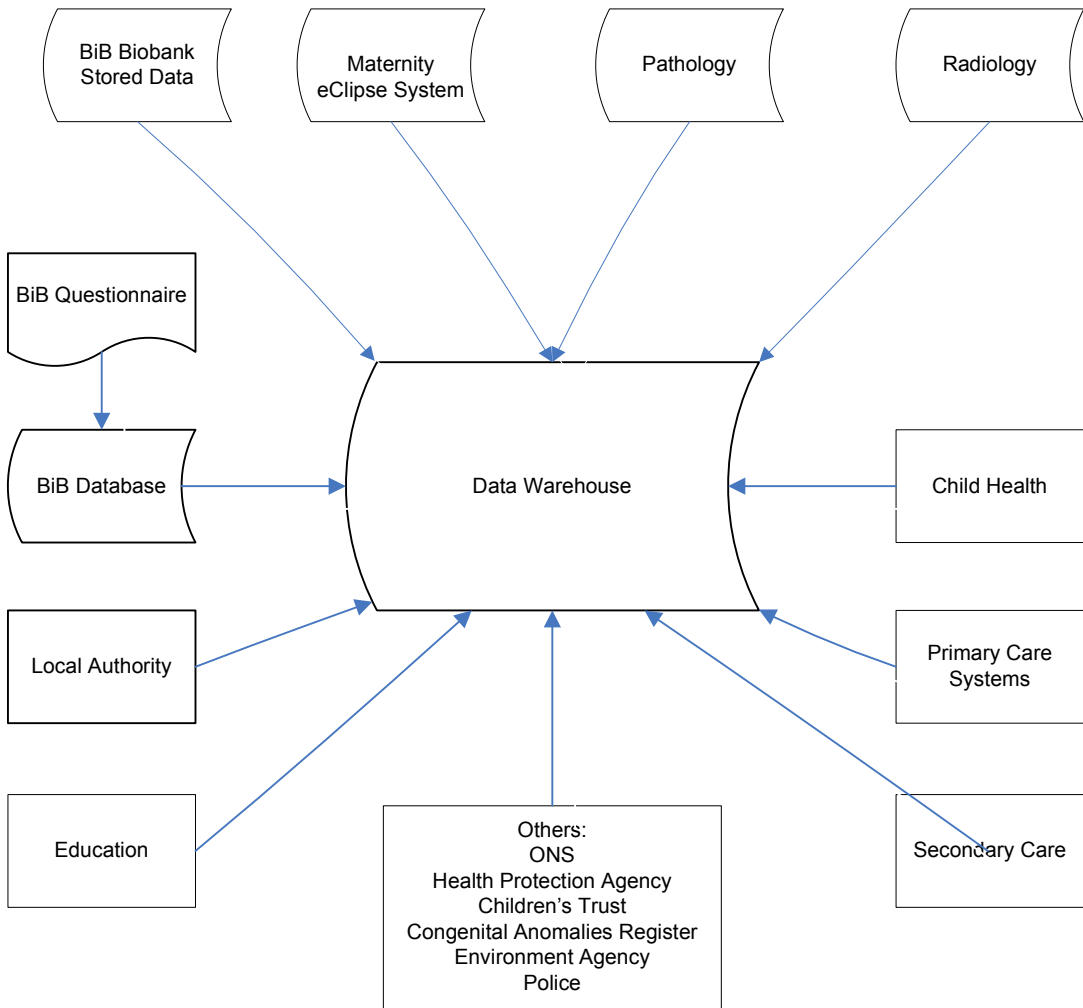 BiB Biobank
Stored Data
Maternity
eClipse System
Pathology
Radiology
BiB Questionnaire
BiB Database
Data Warehouse
Child Health
Local Authority
Primary Care
Systems
Education
Others:
ONS
Health Protection Agency
Children’s Trust
Congenital Anomalies Register
Environment Agency
Police
Secondary Care